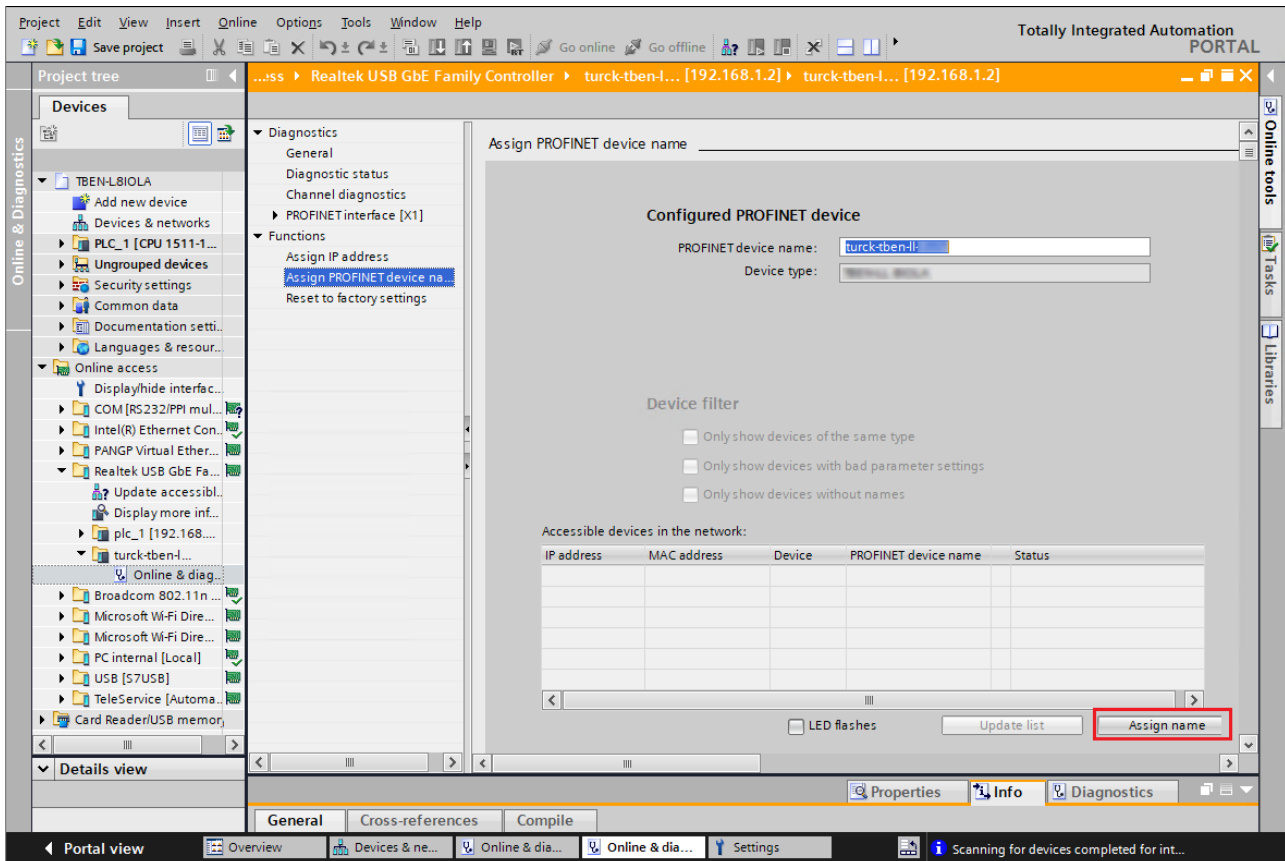 Project Edit View Insert Online Options Tools Window Help
Totally Integrated Automation
PORTAL
Save project Go online Go offline
Project tree
...ess Realtek USB GbE Family Controller turck-tben-l... [192.168.1.2] turck-tben-l... [192.168.1.2]
Devices
Online & Diagnostics
TBEN-L8IOLA
Add new device
Devices & networks
PLC_1 [CPU 1511-1...
Ungrouped devices
Security settings
Common data
Documentation setti..
Languages & resour..
Online access
Display/hide interfac..
COM [RS232/PPI mul...
Intel(R) Ethernet Con..
PANGP Virtual Ether...
Realtek USB GbE Fa...
Update accessibl..
Display more inf...
plc_1 [192.168....
turck-tben-l...
Online & diag..
Broadcom 802.11n ...
Microsoft Wi-Fi Dire...
Microsoft Wi-Fi Dire...
PC internal [Local]
USB [S7USB]
TeleService [Automa..
Card Reader/USB memor
Details view
Diagnostics
General
Diagnostic status
Channel diagnostics
PROFINET interface [X1]
Functions
Assign IP address
Assign PROFINET device na...
Reset to factory settings
Assign PROFINET device name
Configured PROFINET device
PROFINET device name: turck-tben-ll-
Device type:
Device filter
Only show devices of the same type
Only show devices with bad parameter settings
Only show devices without names
Accessible devices in the network:
IP address MAC address Device PROFINET device name Status
LED flashes Update list Assign name
Online tools
Tasks
Libraries
Properties Info Diagnostics
General Cross-references Compile
Portal view Overview Devices & ne... Online & dia... Online & dia... Settings Scanning for devices completed for int...